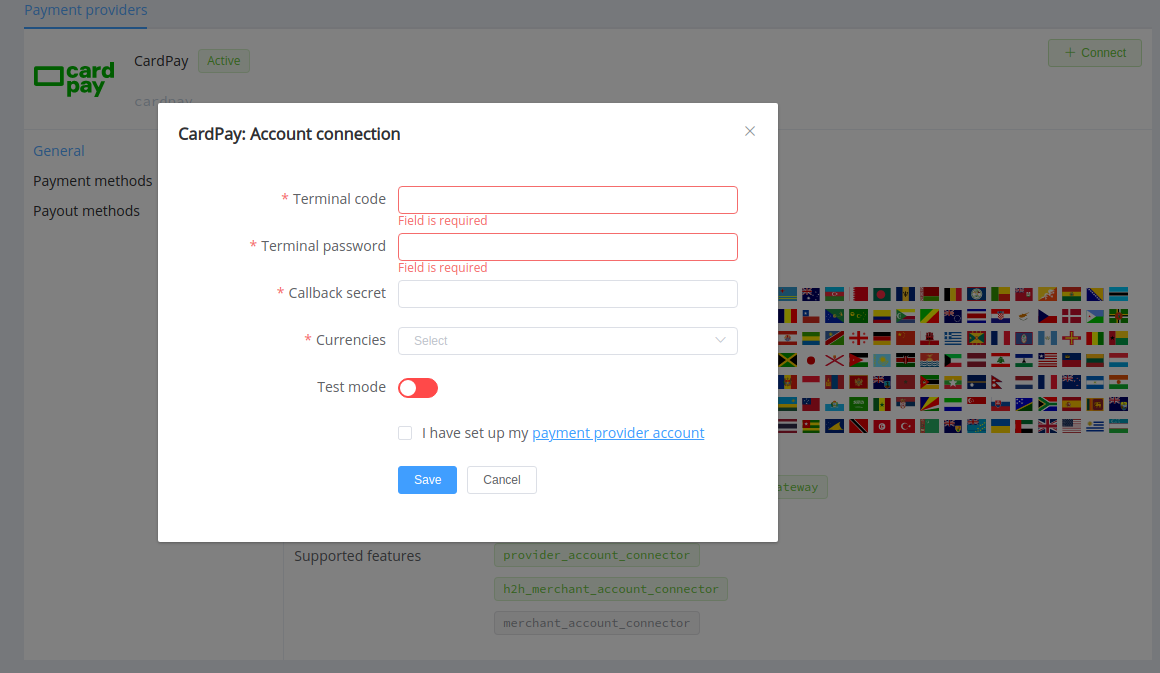 Payment providers
card
pay
CardPay Active
+ Connect
cardpay
CardPay: Account connection
General
Payment methods
Payout methods
* Terminal code
Field is required
* Terminal password
Field is required
* Callback secret
* Currencies Select
Test mode
I have set up my payment provider account
Save Cancel
ateway
Supported features
provider_account_connector
h2h_merchant_account_connector
merchant_account_connector